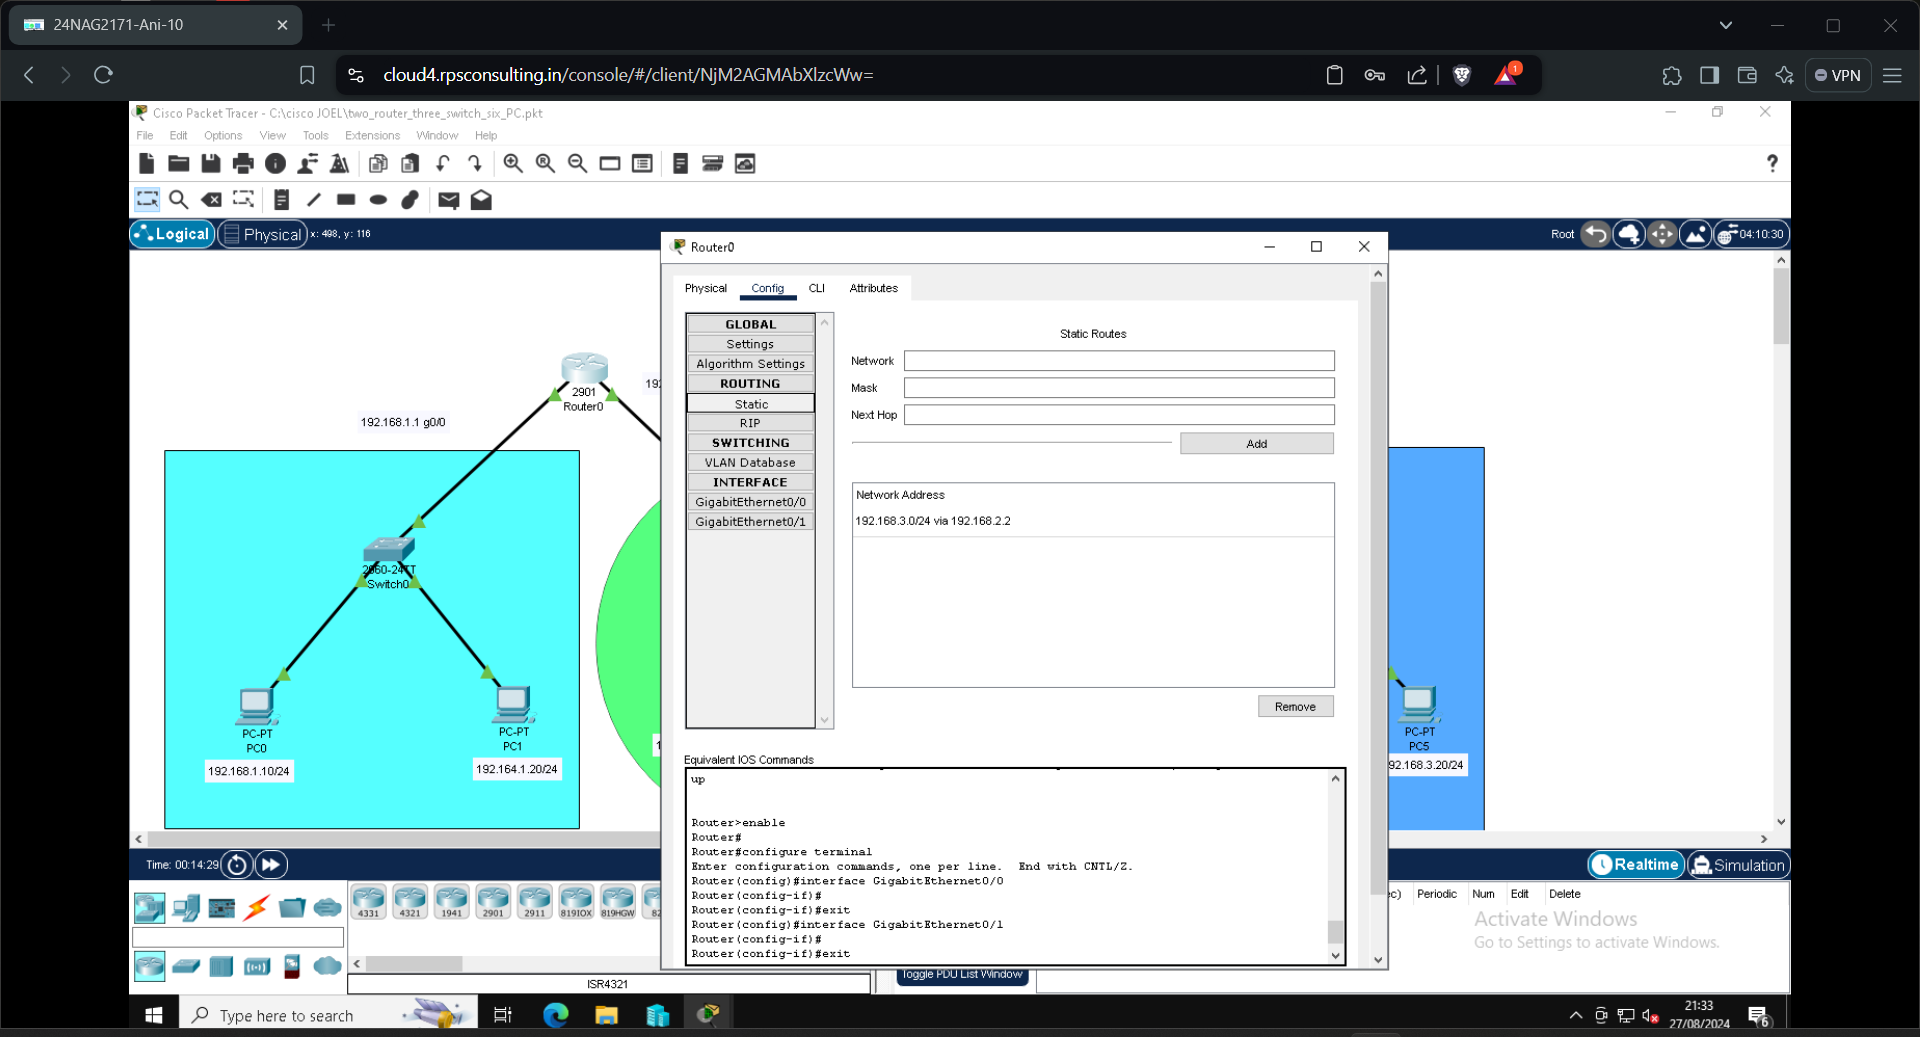 24NAG2171-Ani-10
cloud4.rpsconsulting.in/console/#/client/NjM2AGMAbXlzcWw=
1
VPN
Cisco Packet Tracer - C:\cisco JOEL\two_router_three_switch_six_PC.pkt
File Edit Options View Tools Extensions Window Help
Logical Physical x: 498, y: 116
Root 04:10:30
Router0
Physical Config CLI Attributes
GLOBAL
Settings
Algorithm Settings
ROUTING
Static
RIP
SWITCHING
VLAN Database
INTERFACE
GigabitEthernet0/0
GigabitEthernet0/1
Static Routes
Network
Mask
Next Hop
Add
Network Address
192.168.3.0/24 via 192.168.2.2
Remove
Equivalent IOS Commands
up
Router>enable
Router#
Router#configure terminal
Enter configuration commands, one per line. End with CNTL/Z.
Router(config)#interface GigabitEthernet0/0
Router(config-if)#
Router(config-if)#exit
Router(config)#interface GigabitEthernet0/1
Router(config-if)#
Router(config-if)#exit
2901
Router0
192.168.1.1 g0/0
2960-24TT
Switch0
PC-PT
PC0
192.168.1.10/24
PC-PT
PC1
192.164.1.20/24
PC-PT
PC5
92.168.3.20/24
Time: 00:14:29
Realtime Simulation
4331 4321 1941 2901 2911 819IOX 819HGW
ISR4321
Periodic Num Edit Delete
Toggle PDU List Window
Activate Windows
Go to Settings to activate Windows.
Type here to search
21:33
27/08/2024
6